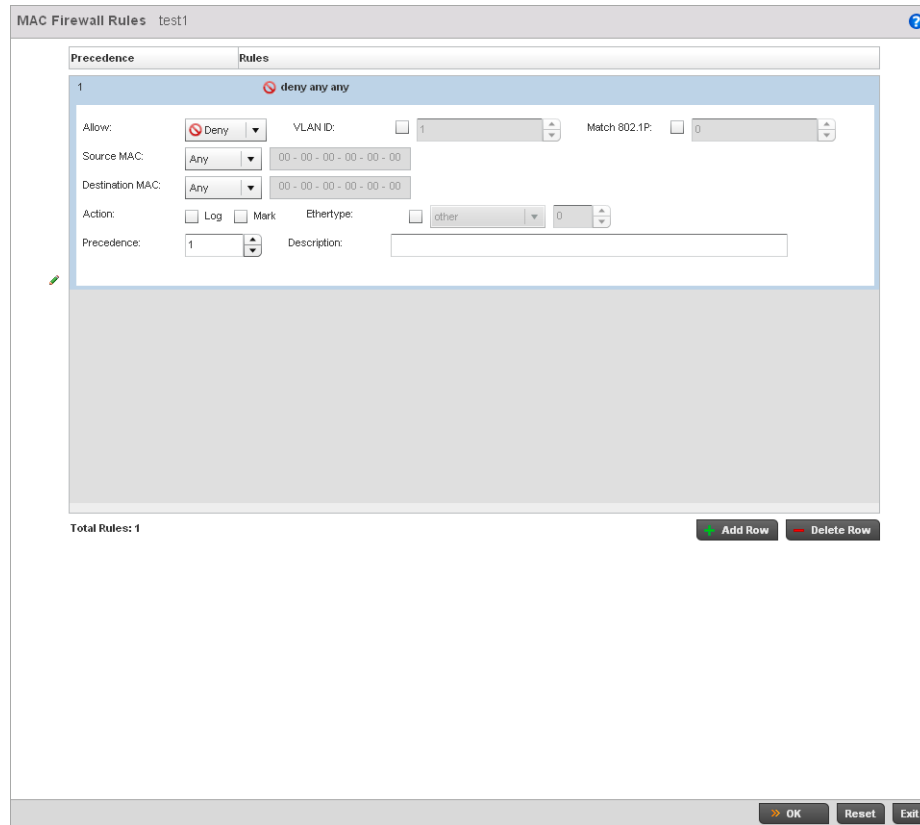 MAC Firewall Rules test1 ?
Precedence Rules
1 deny any any
Allow: Deny VLAN ID: 1 Match 802.1P: 0
Source MAC: Any 00 - 00 - 00 - 00 - 00 - 00
Destination MAC: Any 00 - 00 - 00 - 00 - 00 - 00
Action: Log Mark Ethertype: other 0
Precedence: 1 Description:
Total Rules: 1 Add Row Delete Row
OK Reset Exit